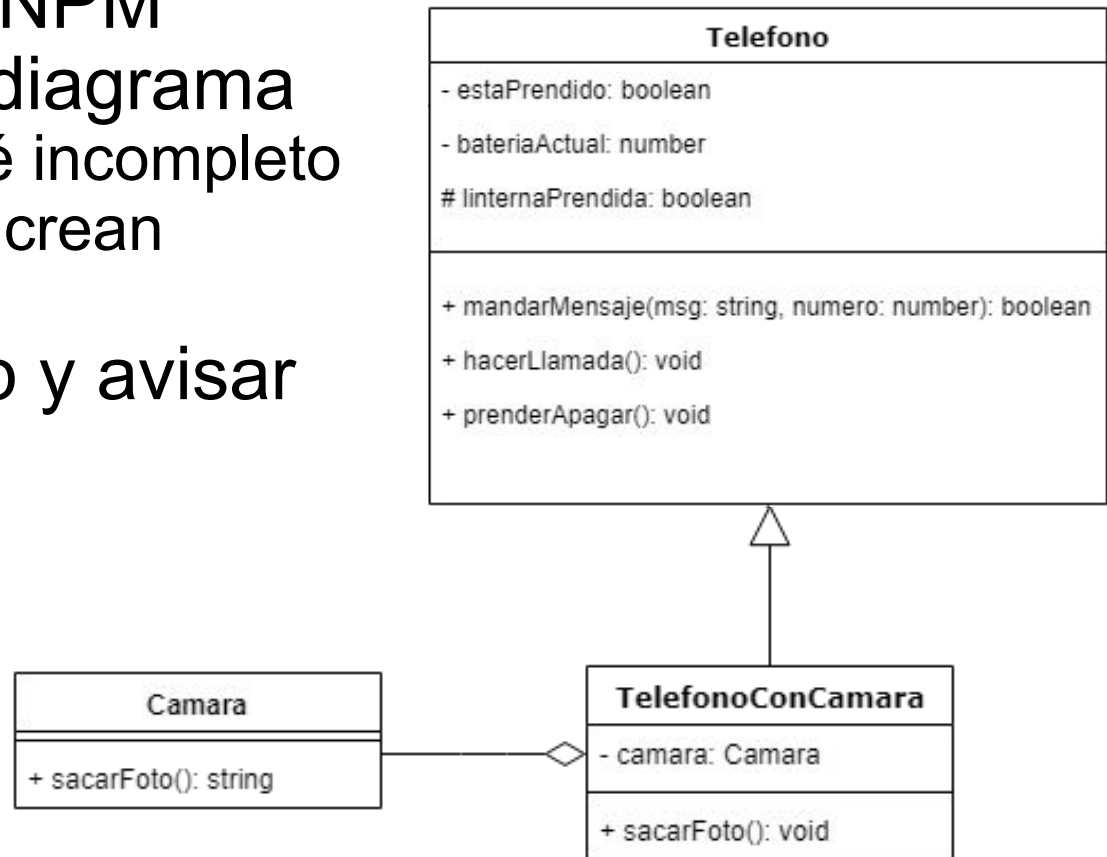 NPM
diagrama
é incompleto
crean
o y avisar
Telefono
- estaPrendido: boolean
- bateriaActual: number
# linternaPrendida: boolean
+ mandarMensaje(msg: string, numero: number): boolean
+ hacerLlamada(): void
+ prenderApagar(): void
Camara
+ sacarFoto(): string
TelefonoConCamara
- camara: Camara
+ sacarFoto(): void